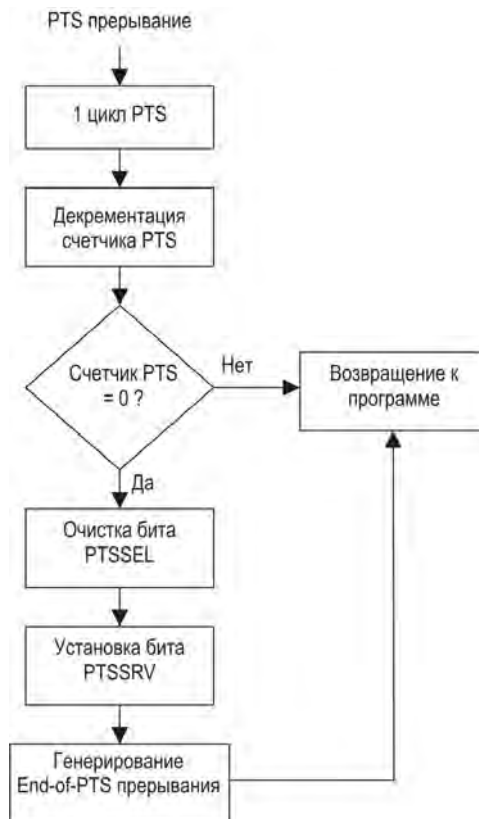 PTS прерывание
1 цикл PTS
Декрементация
счетчика PTS
Счетчик PTS
= 0 ?
Нет
Возвращение к
программе
Да
Очистка бита
PTSSEL
Установка бита
PTSSRV
Генерирование
End-of-PTS прерывания